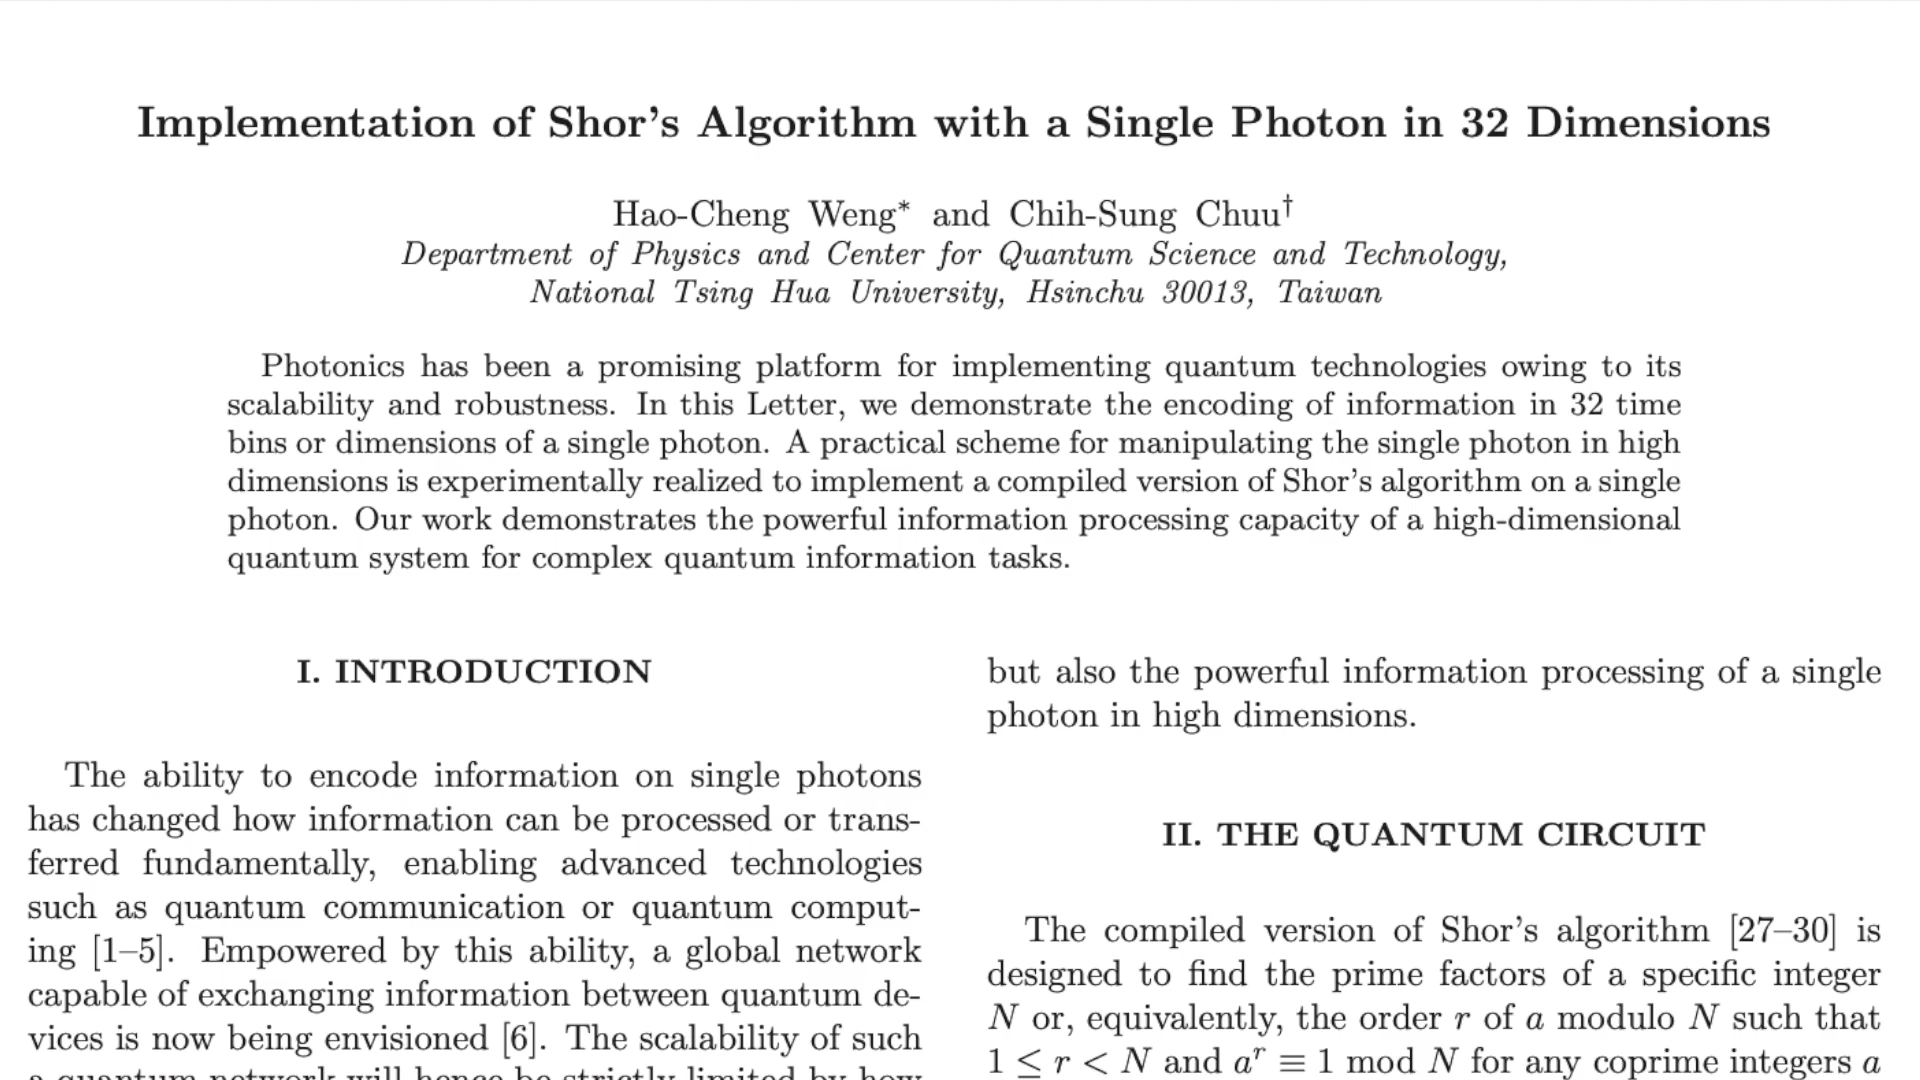 Implementation of Shor's Algorithm with a Single Photon in 32 Dimensions
Hao-Cheng Weng* and Chih-Sung Chuu†
Department of Physics and Center for Quantum Science and Technology,
National Tsing Hua University, Hsinchu 30013, Taiwan
Photonics has been a promising platform for implementing quantum technologies owing to its
scalability and robustness. In this Letter, we demonstrate the encoding of information in 32 time
bins or dimensions of a single photon. A practical scheme for manipulating the single photon in high
dimensions is experimentally realized to implement a compiled version of Shor's algorithm on a single
photon. Our work demonstrates the powerful information processing capacity of a high-dimensional
quantum system for complex quantum information tasks.
I. INTRODUCTION
The ability to encode information on single photons
has changed how information can be processed or trans-
ferred fundamentally, enabling advanced technologies
such as quantum communication or quantum comput-
ing [1–5]. Empowered by this ability, a global network
capable of exchanging information between quantum de-
vices is now being envisioned [6]. The scalability of such
a quantum network will hence be strictly limited by how
but also the powerful information processing of a single
photon in high dimensions.
II. THE QUANTUM CIRCUIT
The compiled version of Shor's algorithm [27–30] is
designed to find the prime factors of a specific integer
N or, equivalently, the order r of a modulo N such that
1 ≤ r < N and aʳ ≡ 1 mod N for any coprime integers a